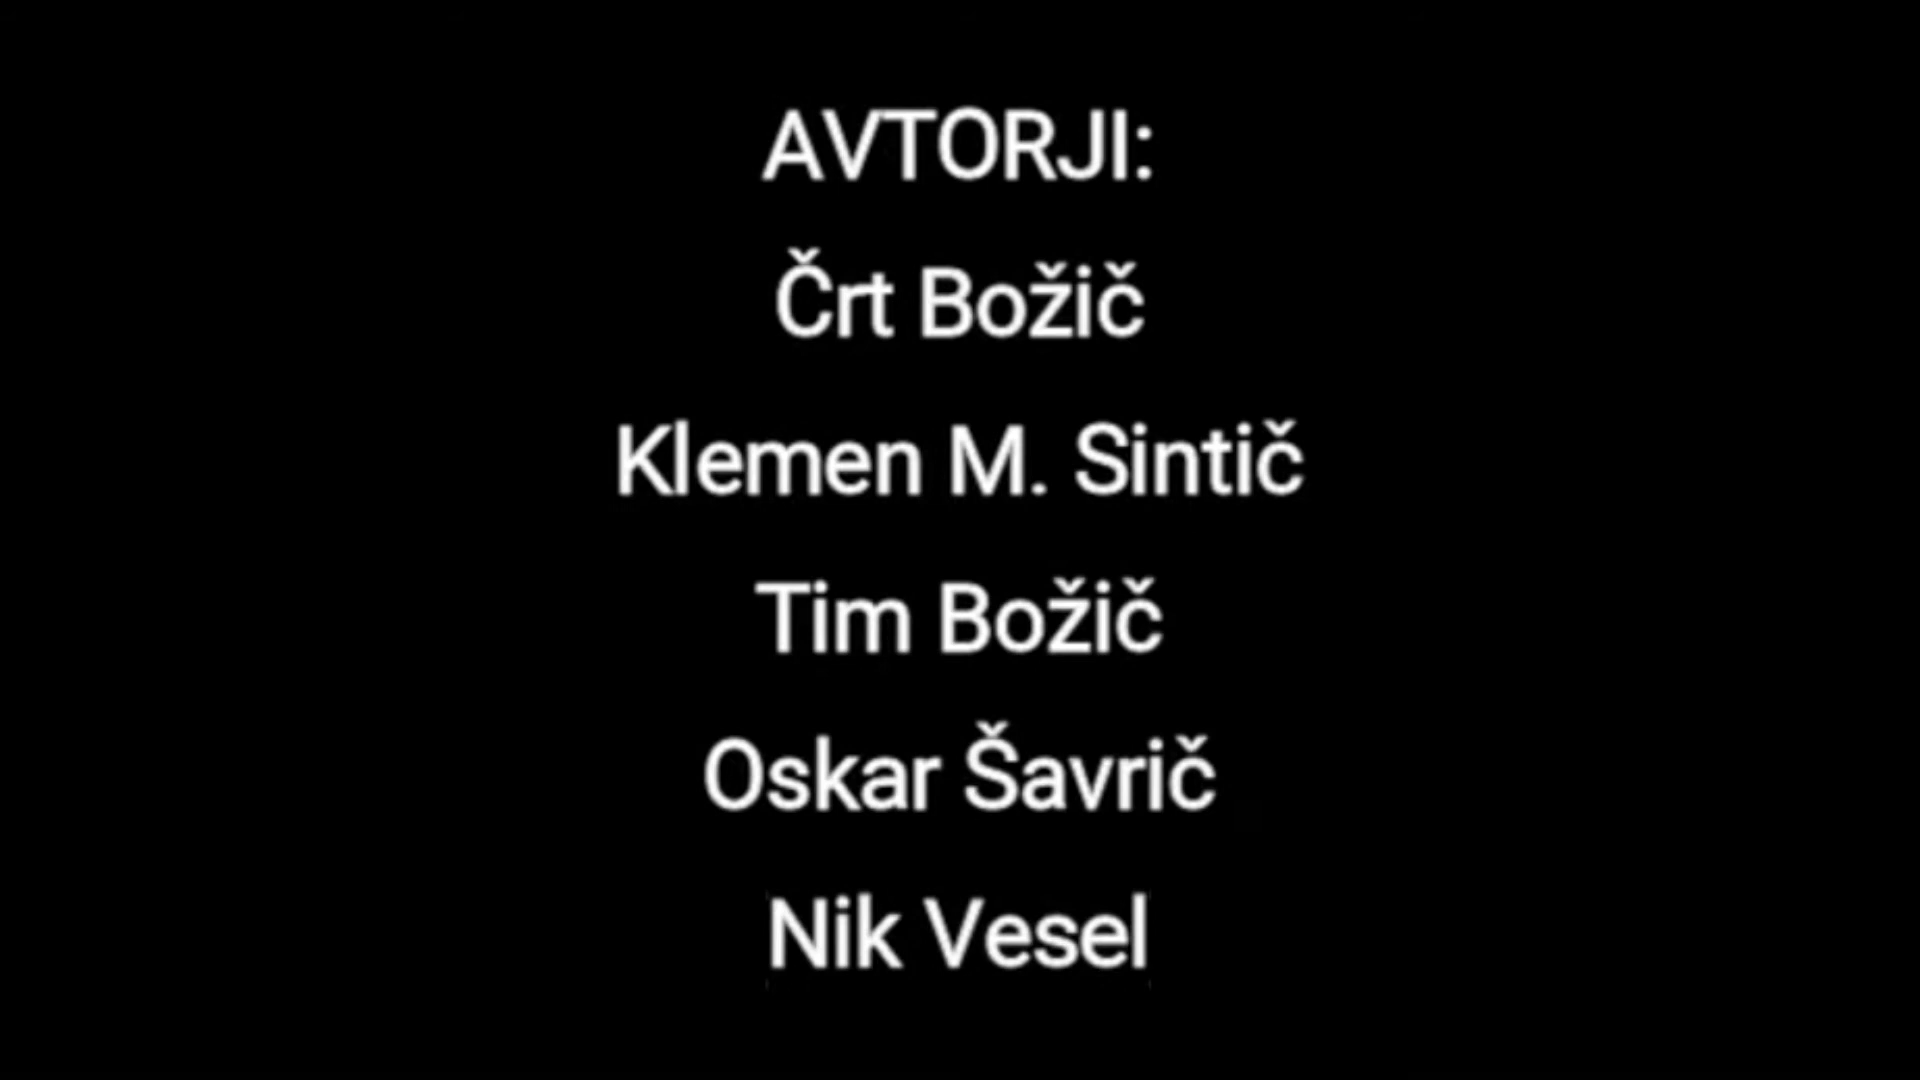 AVTORJI:
Črt Božič
Klemen M. Sintič
Tim Božič
Oskar Šavrič
Nik Vesel